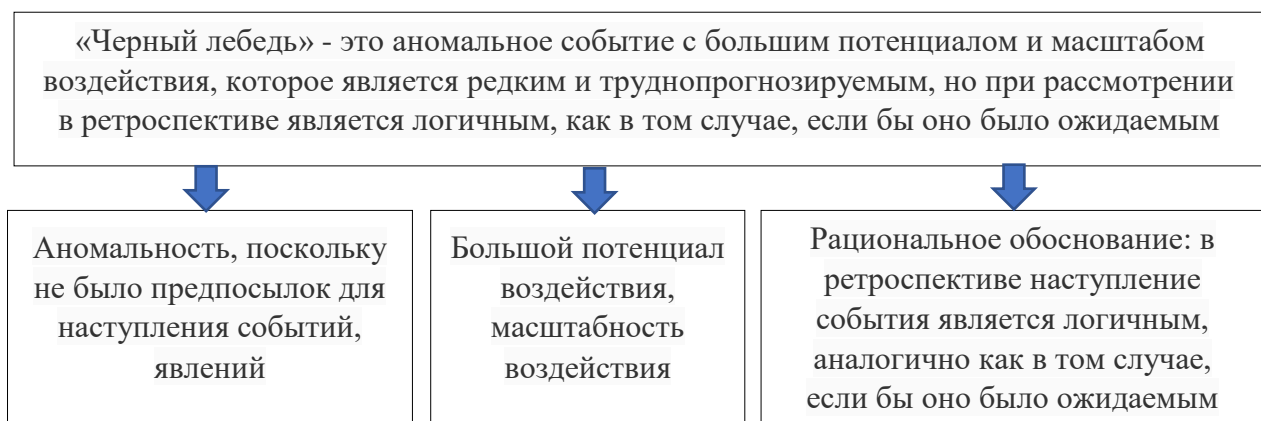 «Черный лебедь» - это аномальное событие с большим потенциалом и масштабом
воздействия, которое является редким и труднопрогнозируемым, но при рассмотрении
в ретроспективе является логичным, как в том случае, если бы оно было ожидаемым
Аномальность, поскольку
не было предпосылок для
наступления событий,
явлений
Большой потенциал
воздействия,
масштабность
воздействия
Рациональное обоснование: в
ретроспективе наступление
события является логичным,
аналогично как в том случае,
если бы оно было ожидаемым